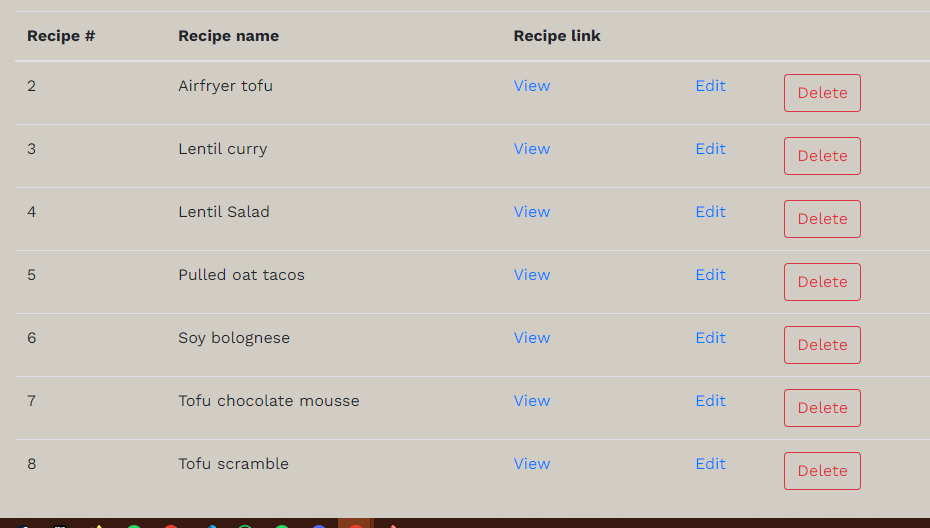 Recipe # Recipe name Recipe link
2 Airfryer tofu View Edit Delete
3 Lentil curry View Edit Delete
4 Lentil Salad View Edit Delete
5 Pulled oat tacos View Edit Delete
6 Soy bolognese View Edit Delete
7 Tofu chocolate mousse View Edit Delete
8 Tofu scramble View Edit Delete